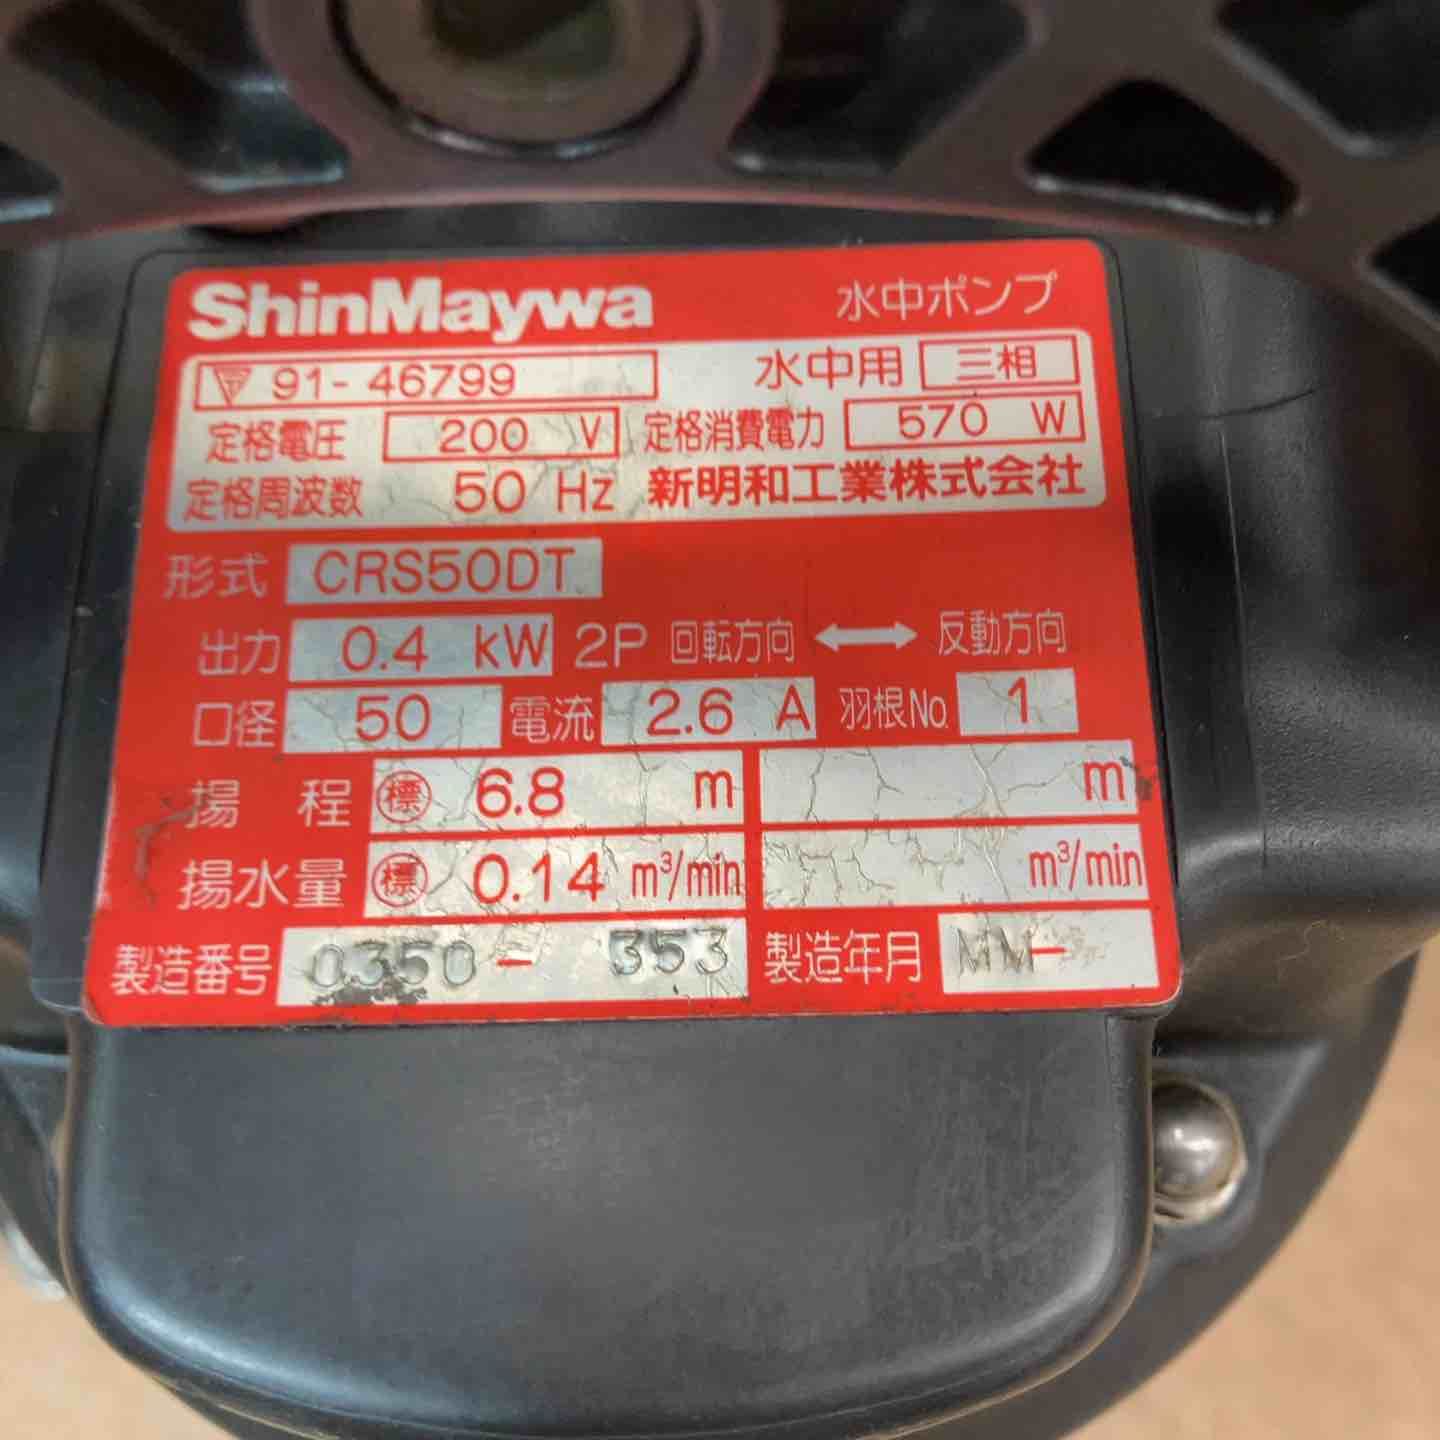 ShinMaywa 水中ポンプ
91-46799 水中用 三相
定格電圧 200 V 定格消費電力 570 W
定格周波数 50 Hz 新明和工業株式会社
形式 CRS50DT
出力 0.4 kW 2P 回転方向 ⟷ 反動方向
口径 50 電流 2.6 A 羽根No. 1
揚程 ㊞標 6.8 m m
揚水量 標 0.14 m³/min m³/min
製造番号 0350-353 製造年月 MM-